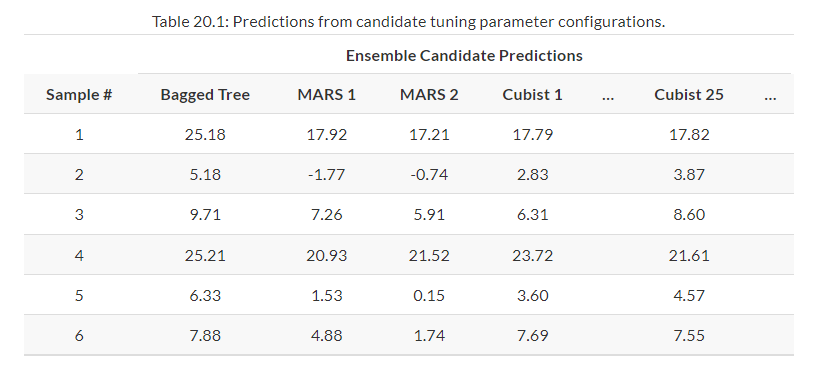 Table 20.1: Predictions from candidate tuning parameter configurations.
Ensemble Candidate Predictions
Sample # Bagged Tree MARS 1 MARS 2 Cubist 1 ... Cubist 25 ...
1 25.18 17.92 17.21 17.79 17.82
2 5.18 -1.77 -0.74 2.83 3.87
3 9.71 7.26 5.91 6.31 8.60
4 25.21 20.93 21.52 23.72 21.61
5 6.33 1.53 0.15 3.60 4.57
6 7.88 4.88 1.74 7.69 7.55